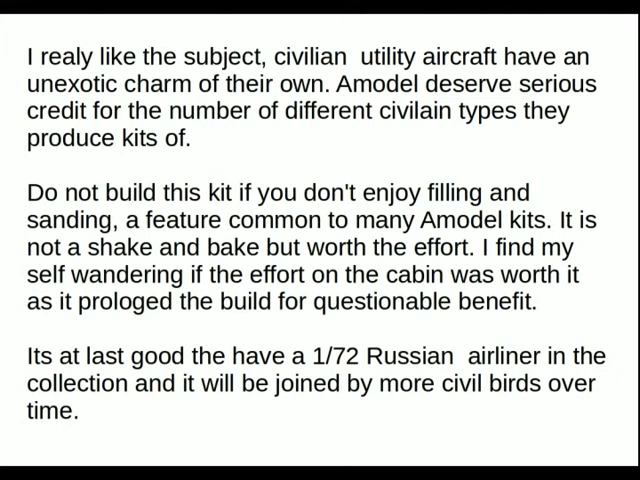 I realy like the subject, civilian  utility aircraft have an
unexotic charm of their own. Amodel deserve serious
credit for the number of different civilain types they
produce kits of.
Do not build this kit if you don't enjoy filling and
sanding, a feature common to many Amodel kits. It is
not a shake and bake but worth the effort. I find my
self wandering if the effort on the cabin was worth it
as it prologed the build for questionable benefit.
Its at last good the have a 1/72 Russian  airliner in the
collection and it will be joined by more civil birds over
time.